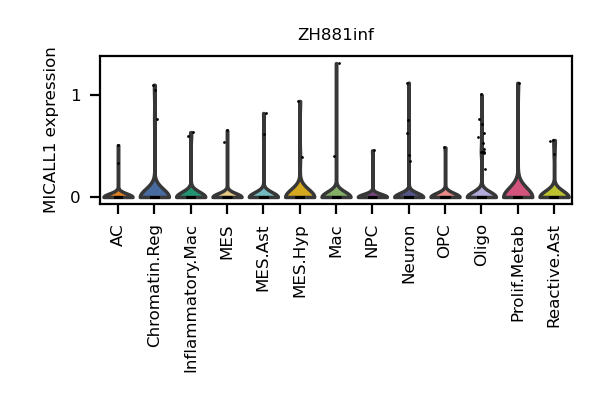 ZH881inf
MICALL1 expression
1
0
AC
Chromatin.Reg
Inflammatory.Mac
MES
MES.Ast
MES.Hyp
Mac
NPC
Neuron
OPC
Oligo
Prolif.Metab
Reactive.Ast